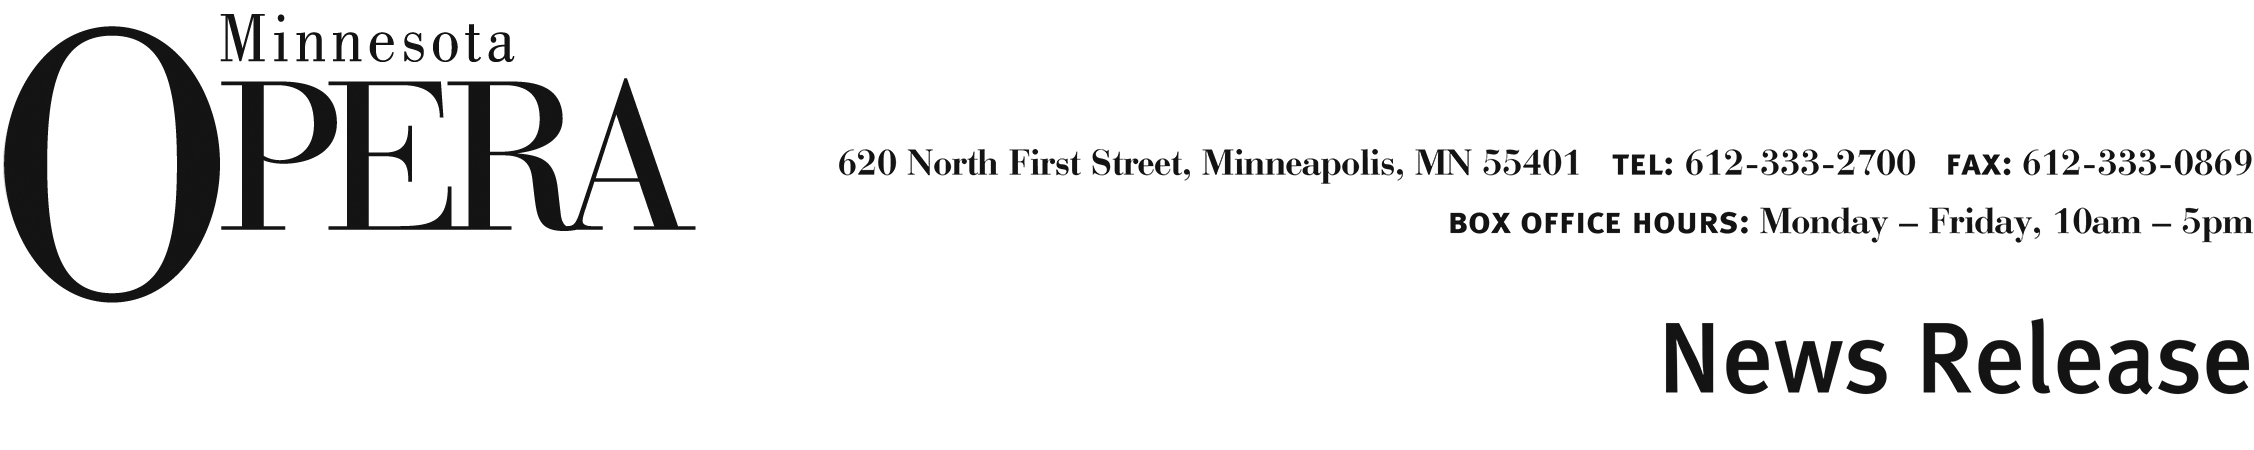 Minnesota
OPERA
620 North First Street, Minneapolis, MN 55401 TEL: 612-333-2700 FAX: 612-333-0869
BOX OFFICE HOURS: Monday – Friday, 10am – 5pm
News Release